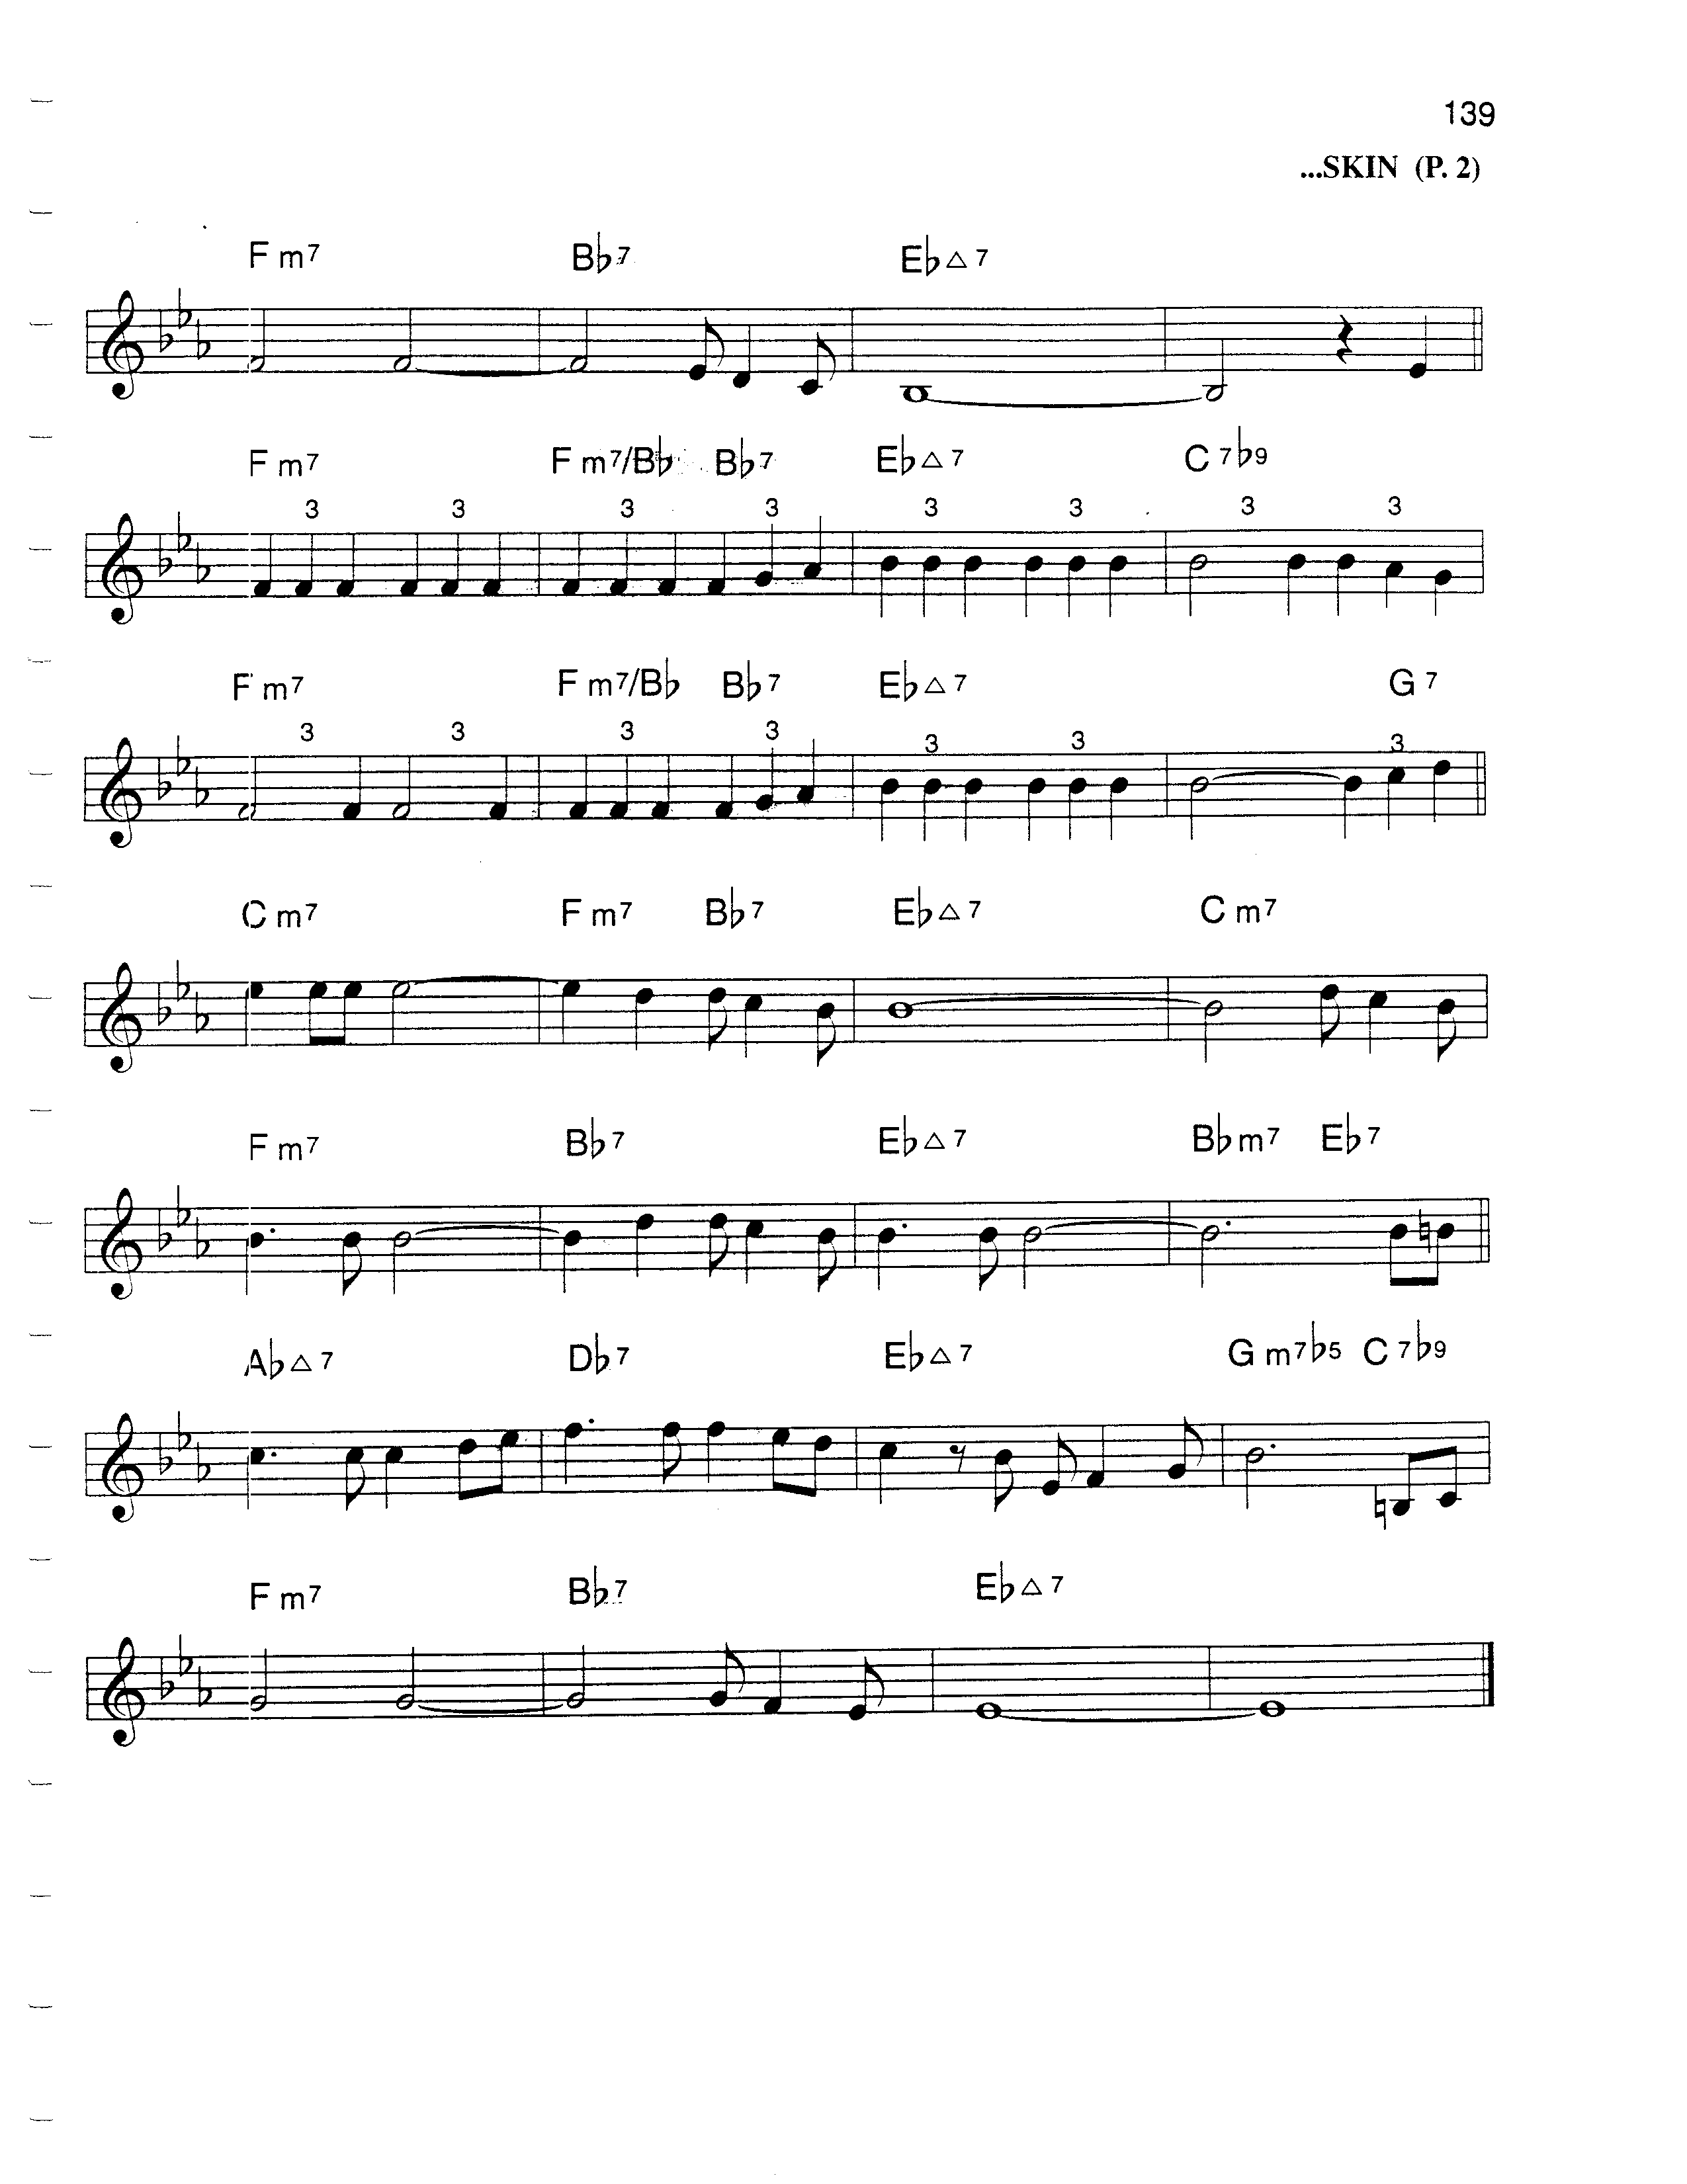 139
...SKIN (P. 2)
F m7 B♭7 E♭△7
F m7 F m7/B♭ B♭7 E♭△7 C 7♭9
3 3 3 3 3 3 3 3
F m7 F m7/B♭ B♭7 E♭△7 G 7
3 3 3 3 3 3 3
C m7 F m7 B♭7 E♭△7 C m7
F m7 B♭7 E♭△7 B♭m7 E♭7
A♭△7 D♭7 E♭△7 G m7♭5 C 7♭9
F m7 B♭7 E♭△7